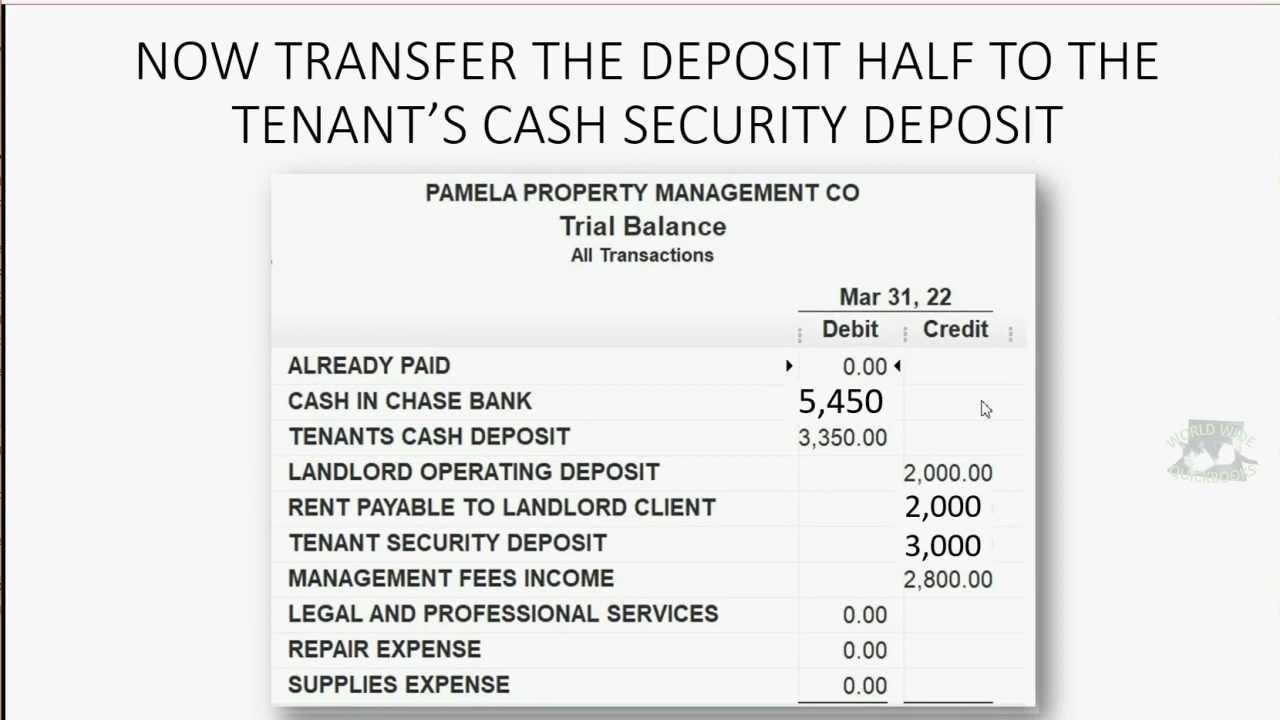 NOW TRANSFER THE DEPOSIT HALF TO THE
TENANT’S CASH SECURITY DEPOSIT
PAMELA PROPERTY MANAGEMENT CO
Trial Balance
All Transactions
Mar 31, 22
Debit Credit
ALREADY PAID 0.00
CASH IN CHASE BANK 5,450
TENANTS CASH DEPOSIT 3,350.00
LANDLORD OPERATING DEPOSIT 2,000.00
RENT PAYABLE TO LANDLORD CLIENT 2,000
TENANT SECURITY DEPOSIT 3,000
MANAGEMENT FEES INCOME 2,800.00
LEGAL AND PROFESSIONAL SERVICES 0.00
REPAIR EXPENSE 0.00
SUPPLIES EXPENSE 0.00
WORLD WIDE
QUICKBOOKS